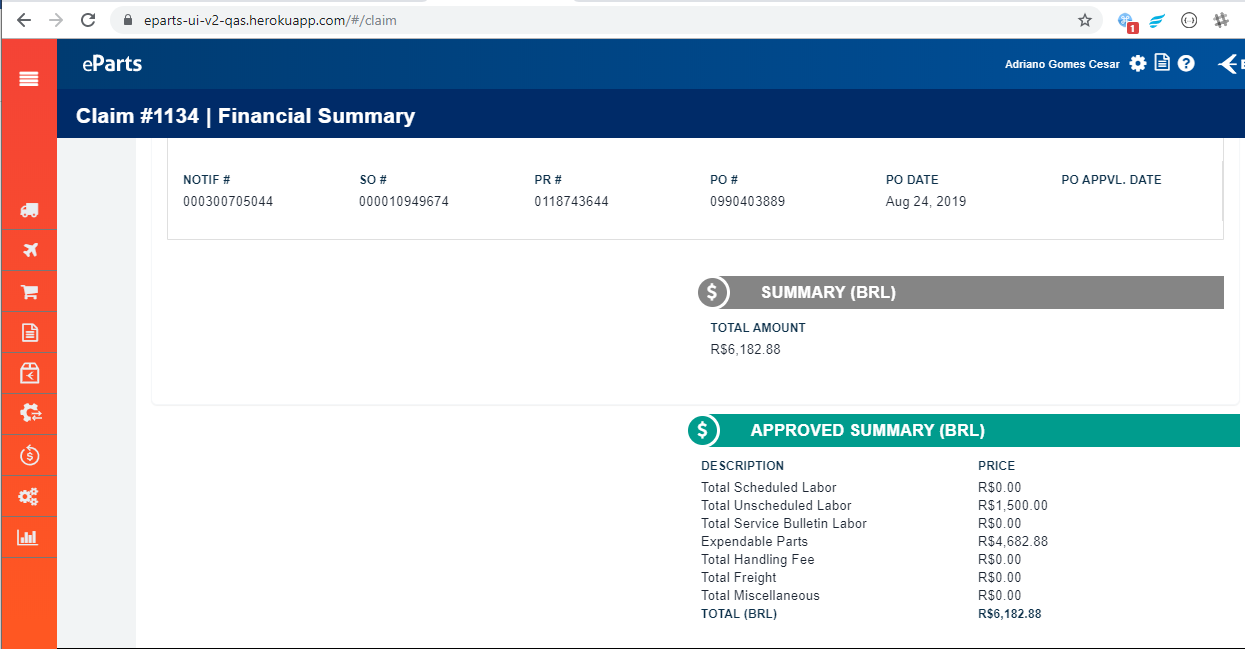 eparts-ui-v2-qas.herokuapp.com/#/claim
1
eParts
Adriano Gomes Cesar
Claim #1134 | Financial Summary
NOTIF # SO # PR # PO # PO DATE PO APPVL. DATE
000300705044 000010949674 0118743644 0990403889 Aug 24, 2019
$ SUMMARY (BRL)
TOTAL AMOUNT
R$6,182.88
$ APPROVED SUMMARY (BRL)
DESCRIPTION PRICE
Total Scheduled Labor R$0.00
Total Unscheduled Labor R$1,500.00
Total Service Bulletin Labor R$0.00
Expendable Parts R$4,682.88
Total Handling Fee R$0.00
Total Freight R$0.00
Total Miscellaneous R$0.00
TOTAL (BRL) R$6,182.88